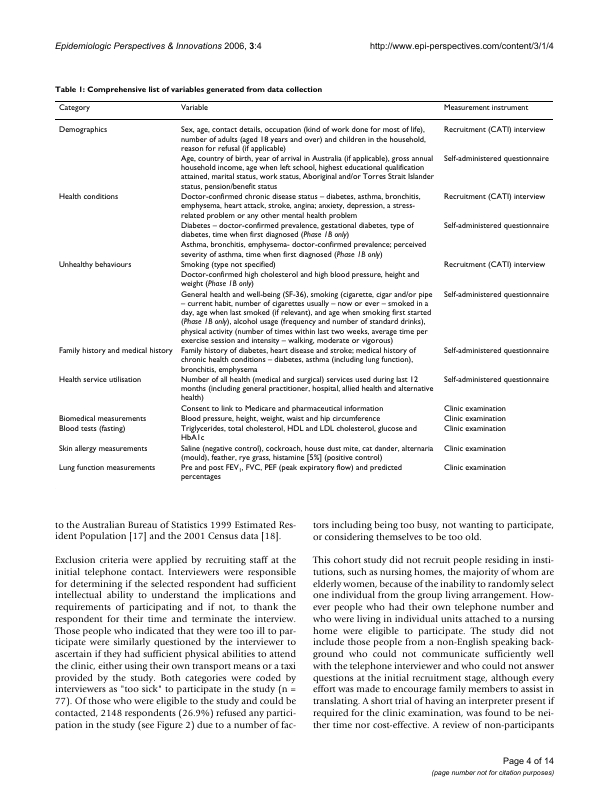 Epidemiologic Perspectives & Innovations 2006, 3:4
http://www.epi-perspectives.com/content/3/1/4
Table 1: Comprehensive list of variables generated from data collection
Category Variable Measurement instrument
Demographics Sex, age, contact details, occupation (kind of work done for most of life), Recruitment (CATI) interview
number of adults (aged 18 years and over) and children in the household,
reason for refusal (if applicable)
Age, country of birth, year of arrival in Australia (if applicable), gross annual Self-administered questionnaire
household income, age when left school, highest educational qualification
attained, marital status, work status, Aboriginal and/or Torres Strait Islander
status, pension/benefit status
Health conditions Doctor-confirmed chronic disease status – diabetes, asthma, bronchitis, Recruitment (CATI) interview
emphysema, heart attack, stroke, angina; anxiety, depression, a stress-
related problem or any other mental health problem
Diabetes – doctor-confirmed prevalence, gestational diabetes, type of Self-administered questionnaire
diabetes, time when first diagnosed (Phase 1B only)
Asthma, bronchitis, emphysema- doctor-confirmed prevalence; perceived
severity of asthma, time when first diagnosed (Phase 1B only)
Unhealthy behaviours Smoking (type not specified) Recruitment (CATI) interview
Doctor-confirmed high cholesterol and high blood pressure, height and
weight (Phase 1B only)
General health and well-being (SF-36), smoking (cigarette, cigar and/or pipe Self-administered questionnaire
– current habit, number of cigarettes usually – now or ever – smoked in a
day, age when last smoked (if relevant), and age when smoking first started
(Phase 1B only), alcohol usage (frequency and number of standard drinks),
physical activity (number of times within last two weeks, average time per
exercise session and intensity – walking, moderate or vigorous)
Family history and medical history Family history of diabetes, heart disease and stroke; medical history of Self-administered questionnaire
chronic health conditions – diabetes, asthma (including lung function),
bronchitis, emphysema
Health service utilisation Number of all health (medical and surgical) services used during last 12 Self-administered questionnaire
months (including general practitioner, hospital, allied health and alternative
health)
Consent to link to Medicare and pharmaceutical information Clinic examination
Biomedical measurements Blood pressure, height, weight, waist and hip circumference Clinic examination
Blood tests (fasting) Triglycerides, total cholesterol, HDL and LDL cholesterol, glucose and Clinic examination
HbA1c
Skin allergy measurements Saline (negative control), cockroach, house dust mite, cat dander, alternaria Clinic examination
(mould), feather, rye grass, histamine [5%] (positive control)
Lung function measurements Pre and post FEV1, FVC, PEF (peak expiratory flow) and predicted Clinic examination
percentages
to the Australian Bureau of Statistics 1999 Estimated Res-
ident Population [17] and the 2001 Census data [18].
Exclusion criteria were applied by recruiting staff at the
initial telephone contact. Interviewers were responsible
for determining if the selected respondent had sufficient
intellectual ability to understand the implications and
requirements of participating and if not, to thank the
respondent for their time and terminate the interview.
Those people who indicated that they were too ill to par-
ticipate were similarly questioned by the interviewer to
ascertain if they had sufficient physical abilities to attend
the clinic, either using their own transport means or a taxi
provided by the study. Both categories were coded by
interviewers as "too sick" to participate in the study (n =
77). Of those who were eligible to the study and could be
contacted, 2148 respondents (26.9%) refused any partici-
pation in the study (see Figure 2) due to a number of fac-
tors including being too busy, not wanting to participate,
or considering themselves to be too old.
This cohort study did not recruit people residing in insti-
tutions, such as nursing homes, the majority of whom are
elderly women, because of the inability to randomly select
one individual from the group living arrangement. How-
ever people who had their own telephone number and
who were living in individual units attached to a nursing
home were eligible to participate. The study did not
include those people from a non-English speaking back-
ground who could not communicate sufficiently well
with the telephone interviewer and who could not answer
questions at the initial recruitment stage, although every
effort was made to encourage family members to assist in
translating. A short trial of having an interpreter present if
required for the clinic examination, was found to be nei-
ther time nor cost-effective. A review of non-participants
Page 4 of 14
(page number not for citation purposes)